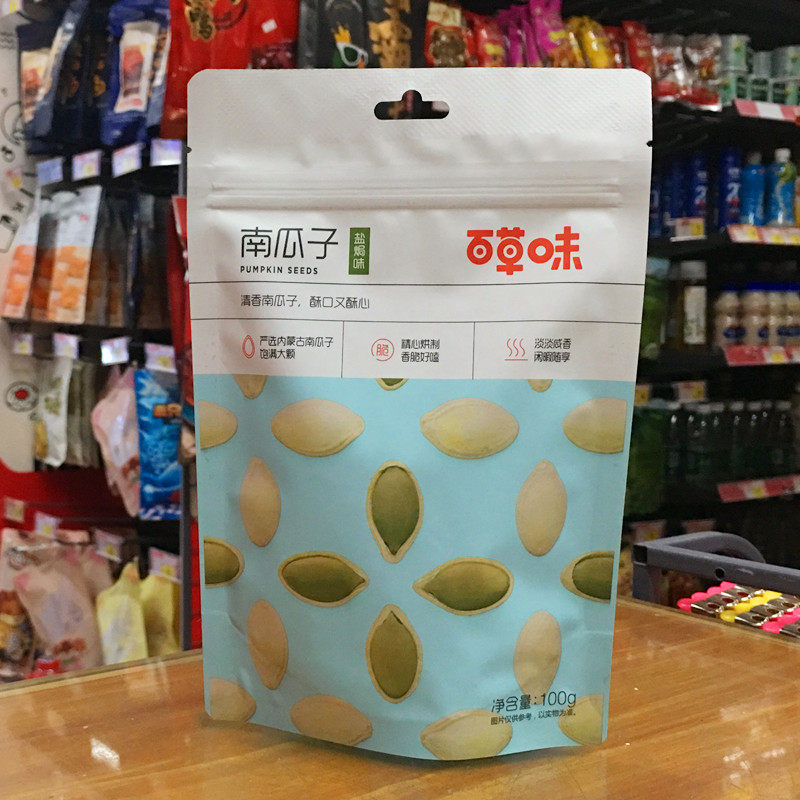 南瓜子
盐焗味
PUMPKIN SEEDS
百草味
清香南瓜子，酥口又酥心
严选内蒙古南瓜子
饱满大颗
脆
精心烘制
香脆好嗑
淡淡咸香
闲暇随享
净含量：100g
图片仅供参考，以实物为准。